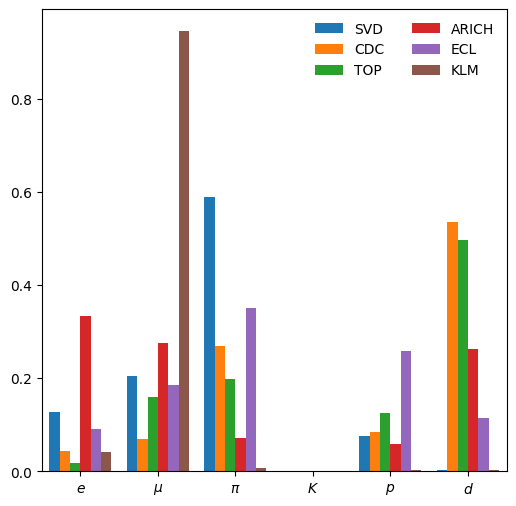 SVD ARICH
CDC ECL
TOP KLM
0.8
0.6
0.4
0.2
0.0
e μ π K p d